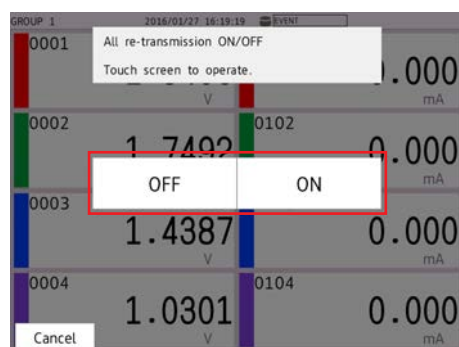 GROUP 1 2016/01/27 16:19:19 EVENT
0001
All re-transmission ON/OFF
Touch screen to operate.
.000
V mA
0002 0102
1.7492 0.000
mA
OFF ON
0003
1.4387 0.000
V mA
0004 0104
1.0301 0.000
V mA
Cancel